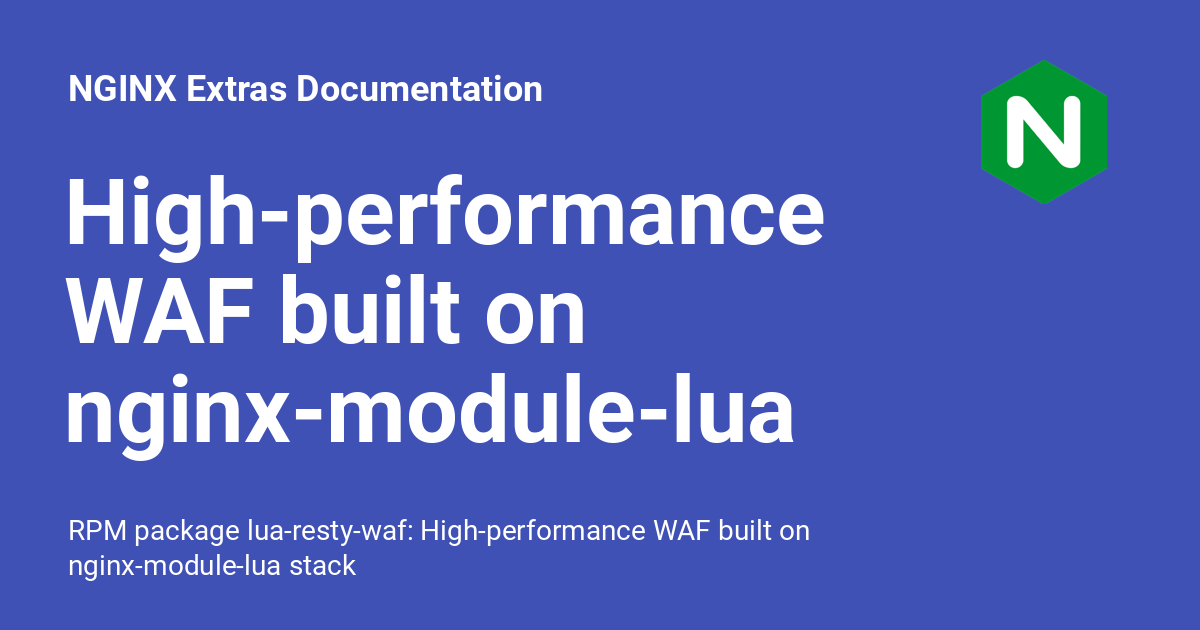 NGINX Extras Documentation
N
High-performance
WAF built on
nginx-module-lua
RPM package lua-resty-waf: High-performance WAF built on
nginx-module-lua stack